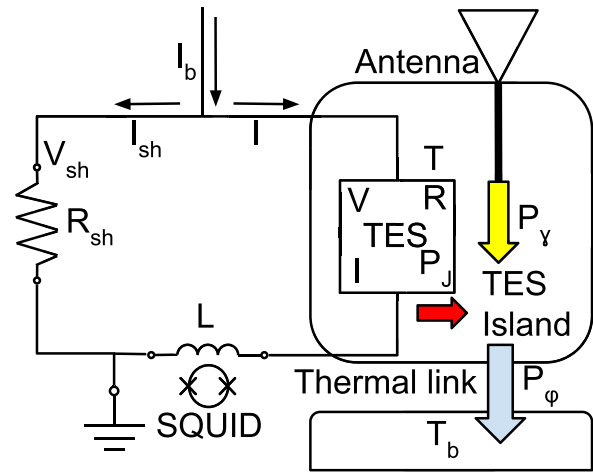 Antenna
I_b
I_sh
I
V_sh
R_sh
T
V R
TES
I P_J
P_γ
TES
Island
L
SQUID
Thermal link
P_φ
T_b